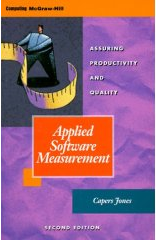 Computing McGraw-Hill
ASSURING
PRODUCTIVITY
AND
QUALITY
Applied
Software
Measurement
Capers Jones
SECOND EDITION